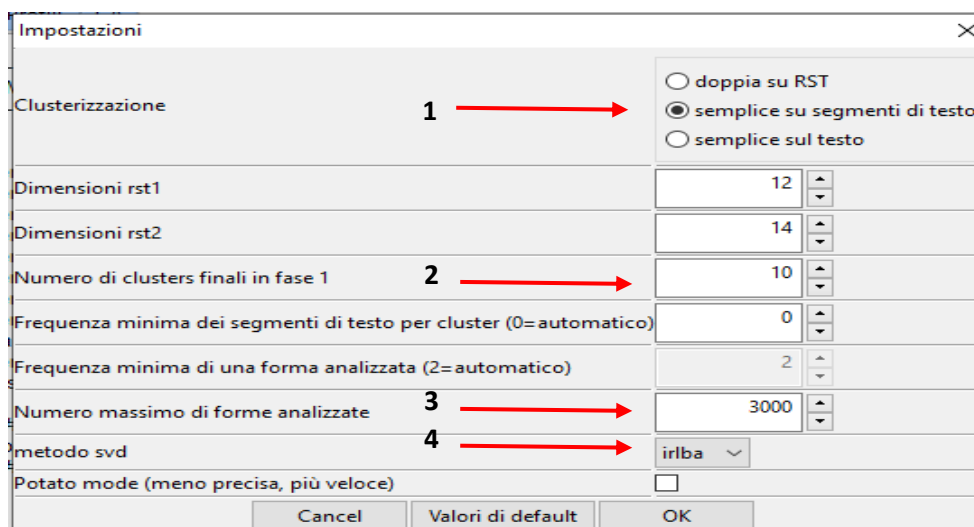 Impostazioni
Clusterizzazione
1
doppia su RST
semplice su segmenti di testo
semplice sul testo
Dimensioni rst1
12
Dimensioni rst2
14
Numero di clusters finali in fase 1
2
10
Frequenza minima dei segmenti di testo per cluster (0=automatico)
0
Frequenza minima di una forma analizzata (2=automatico)
2
Numero massimo di forme analizzate
3
3000
metodo svd
4
irlba
Potato mode (meno precisa, più veloce)
Cancel
Valori di default
OK